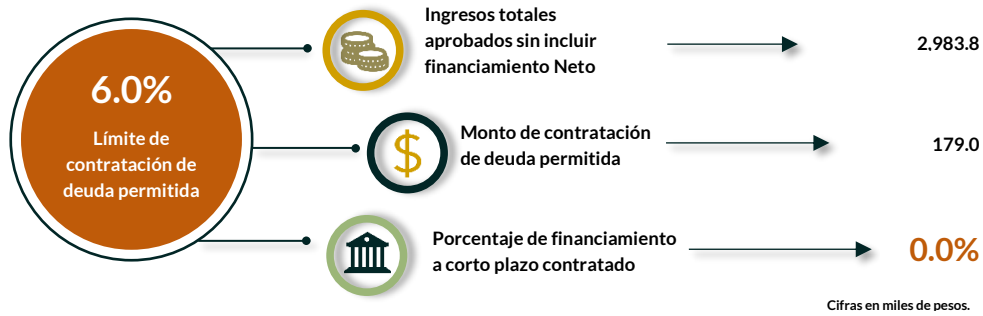 6.0%
Límite de
contratación de
deuda permitida
Ingresos totales
aprobados sin incluir
financiamiento Neto
2,983.8
$
Monto de contratación
de deuda permitida
179.0
Porcentaje de financiamiento
a corto plazo contratado
0.0%
Cifras en miles de pesos.